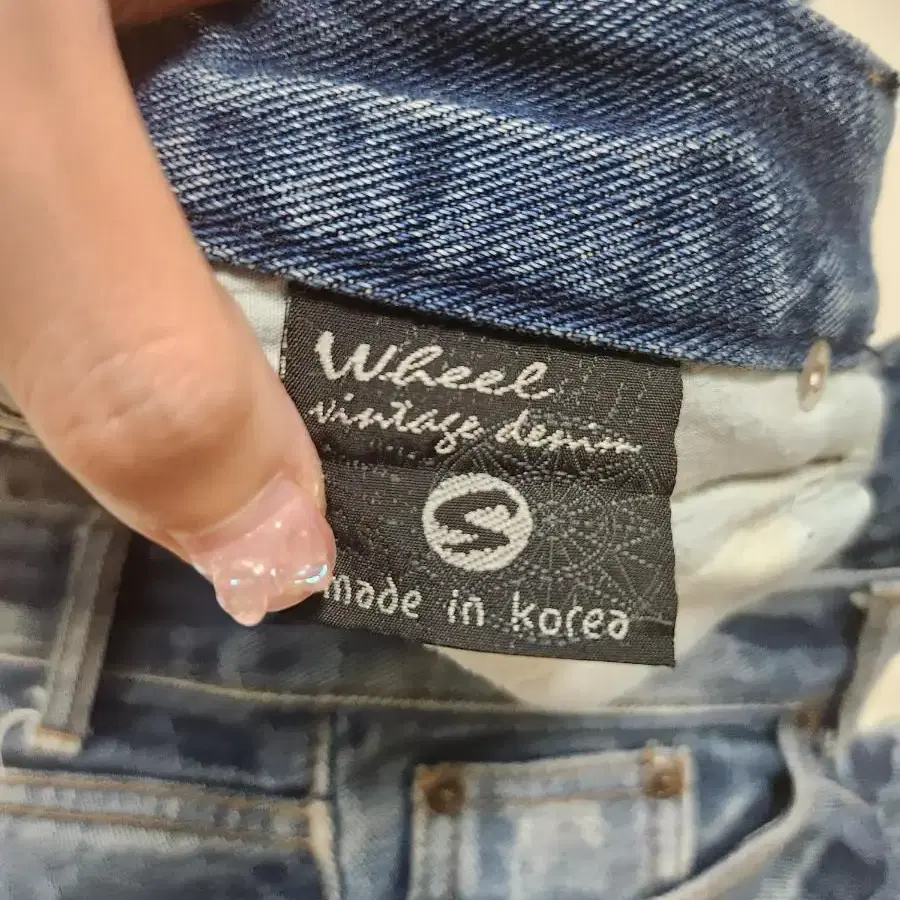 Wheel
vintage denim
S
made in korea